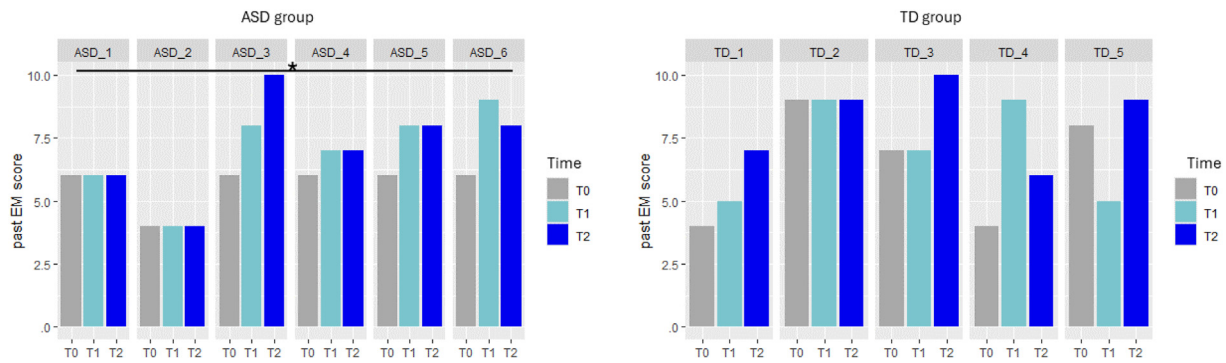 ASD group
ASD_1 ASD_2 ASD_3 ASD_4 ASD_5 ASD_6
*
10.0
7.5
5.0
2.5
.0
past EM score
T0 T1 T2 T0 T1 T2 T0 T1 T2 T0 T1 T2 T0 T1 T2 T0 T1 T2
Time
T0
T1
T2
TD group
TD_1 TD_2 TD_3 TD_4 TD_5
10.0
7.5
5.0
2.5
.0
past EM score
T0 T1 T2 T0 T1 T2 T0 T1 T2 T0 T1 T2 T0 T1 T2
Time
T0
T1
T2